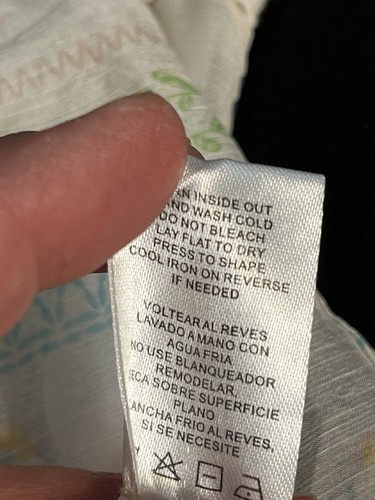 RN INSIDE OUT
ND WASH COLD
DO NOT BLEACH
LAY FLAT TO DRY
PRESS TO SHAPE
COOL IRON ON REVERSE
IF NEEDED
VOLTEAR AL REVES
LAVADO A MANO CON
AGUA FRIA
NO USE BLANQUEADOR
REMODELAR.
ECA SOBRE SUPERFICIE
PLANO
LANCHA FRIO AL REVES,
SI SE NECESITE